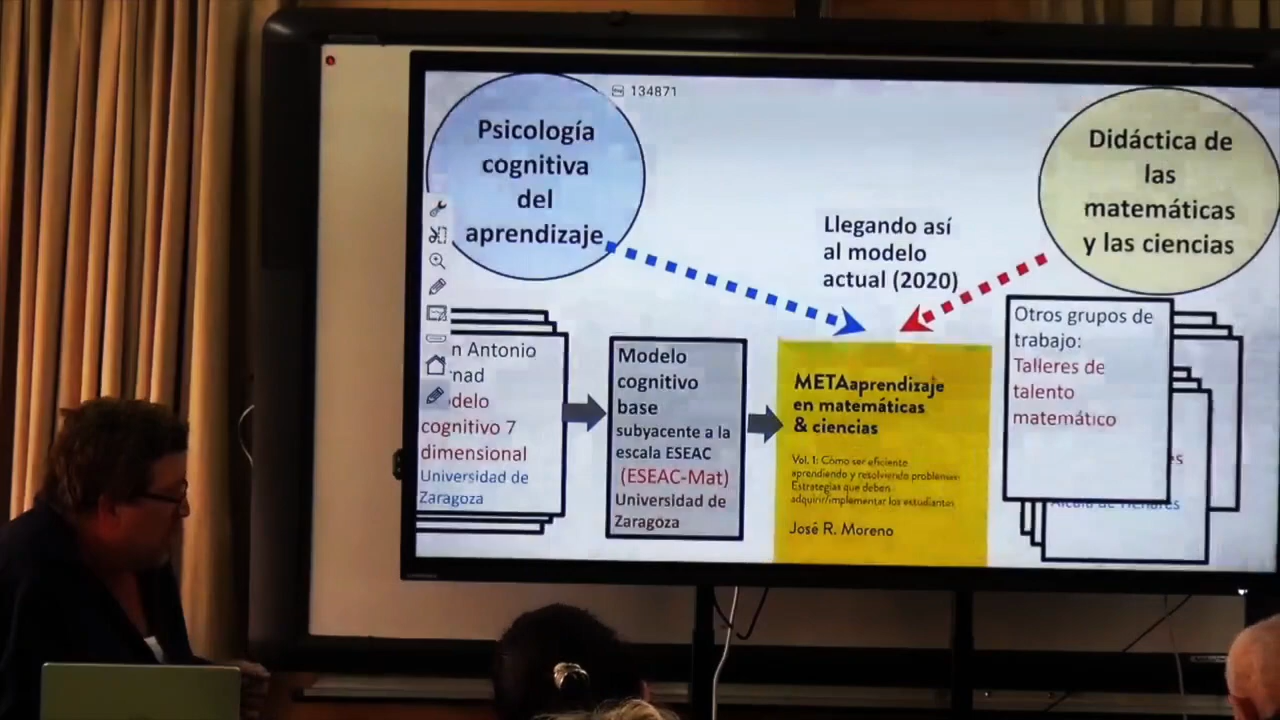 134871
Psicología
cognitiva
del
aprendizaje
Didáctica de
las
matemáticas
y las ciencias
Llegando así
al modelo
actual (2020)
n Antonio
nad
delo
cognitivo 7
dimensional
Universidad de
Zaragoza
Modelo
cognitivo
base
subyacente a la
escala ESEAC
(ESEAC-Mat)
Universidad de
Zaragoza
METAaprendizaje
en matemáticas
& ciencias
Vol. 1: Cómo ser eficiente
aprendiendo y resolviendo problemas
Estrategias que deben
adquirir/implementar los estudiantes
José R. Moreno
Otros grupos de
trabajo:
Talleres de
talento
matemático
es
Alcalá de Henares